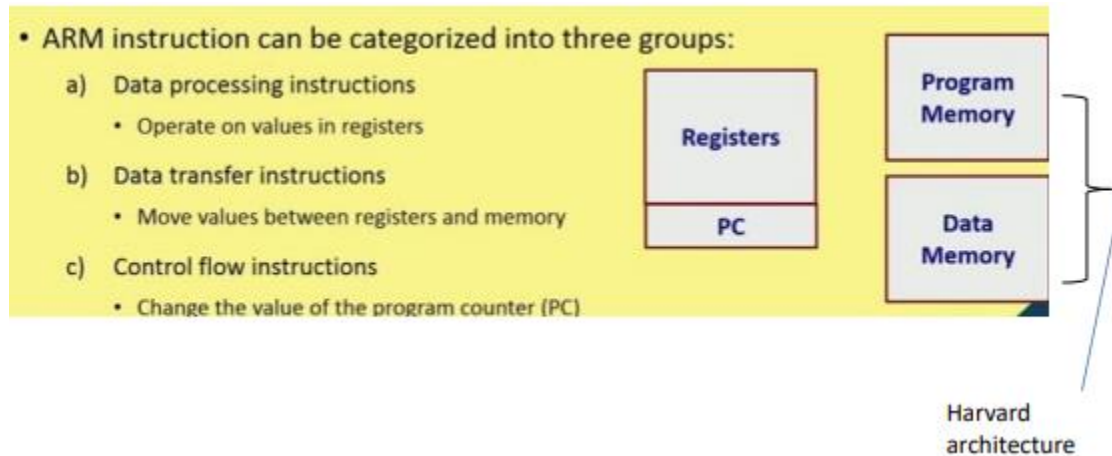 • ARM instruction can be categorized into three groups:
a) Data processing instructions
• Operate on values in registers
b) Data transfer instructions
• Move values between registers and memory
c) Control flow instructions
• Change the value of the program counter (PC)
Registers
PC
Program
Memory
Data
Memory
Harvard
architecture